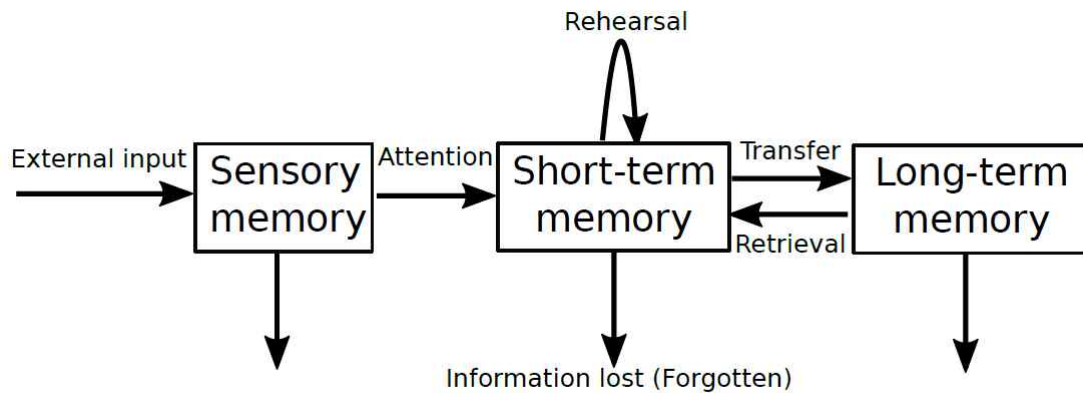 Rehearsal
External input
Sensory
memory
Attention
Short-term
memory
Transfer
Retrieval
Long-term
memory
Information lost (Forgotten)